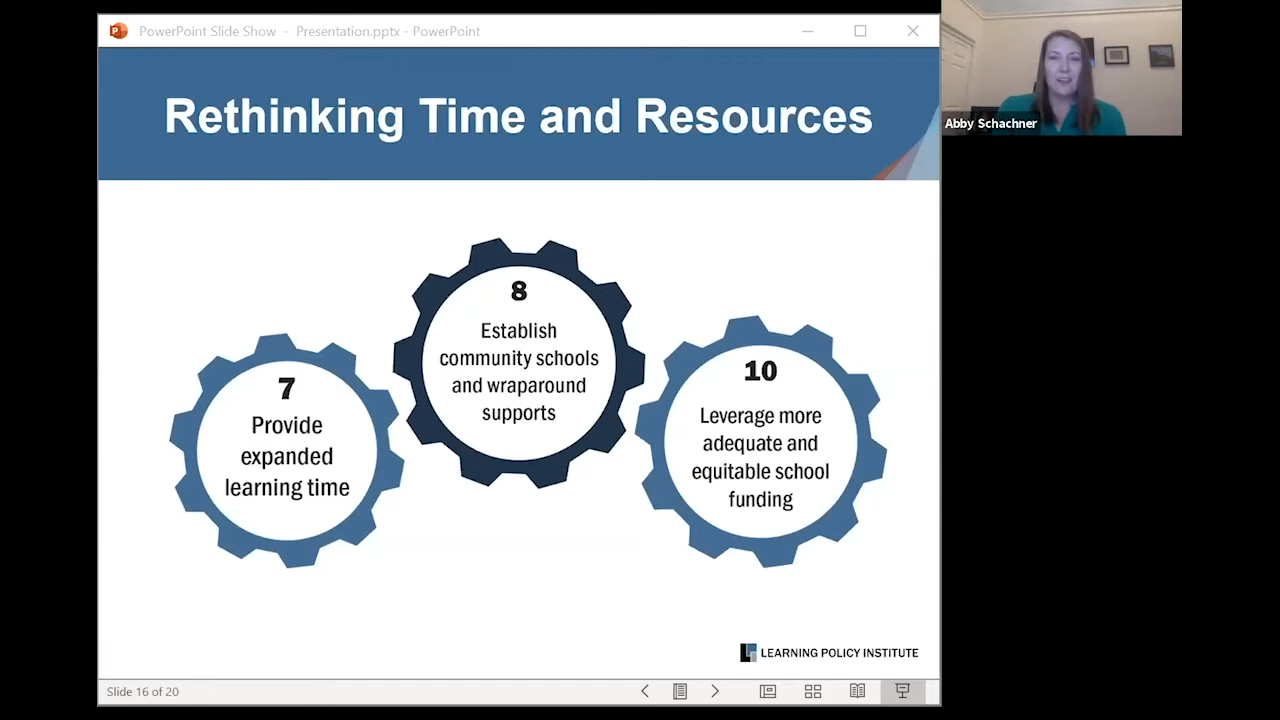 PowerPoint Slide Show - Presentation.pptx - PowerPoint
Rethinking Time and Resources
7
Provide
expanded
learning time
8
Establish
community schools
and wraparound
supports
10
Leverage more
adequate and
equitable school
funding
LEARNING POLICY INSTITUTE
Slide 16 of 20
Abby Schachner